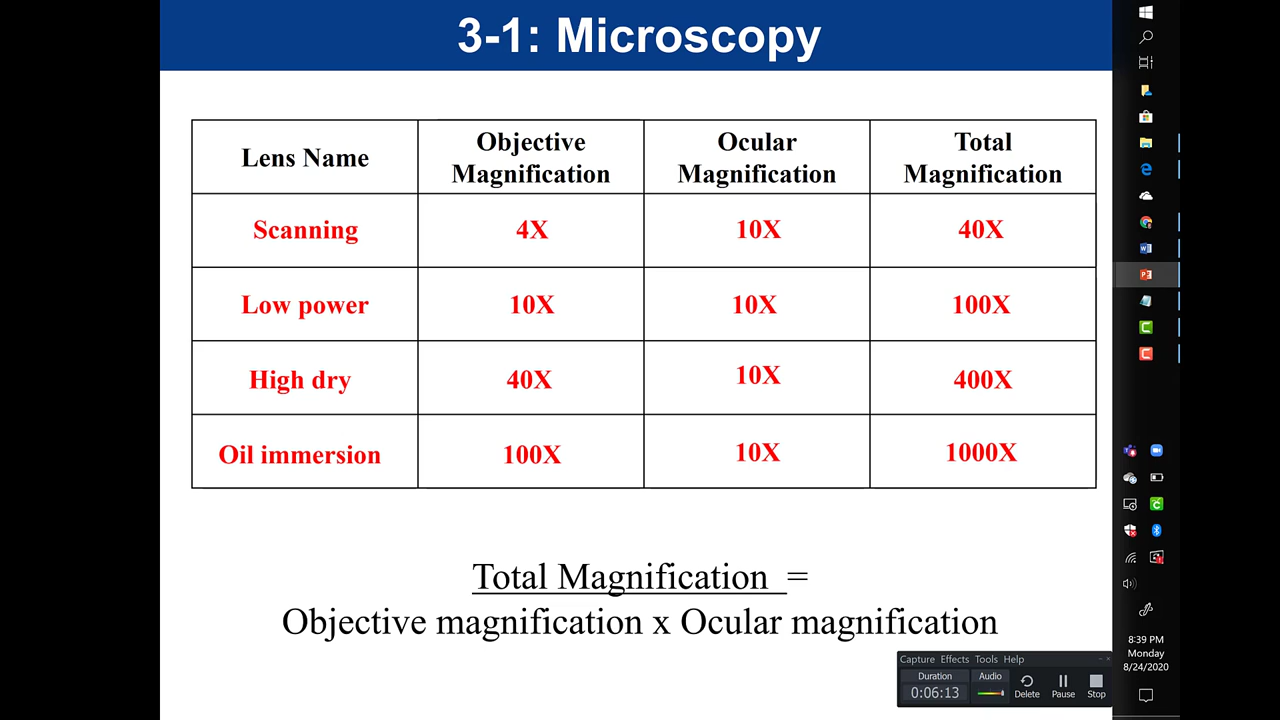 3-1: Microscopy
Lens Name
Objective
Magnification
Ocular
Magnification
Total
Magnification
Scanning
4X
10X
40X
Low power
10X
10X
100X
High dry
40X
10X
400X
Oil immersion
100X
10X
1000X
Total Magnification =
Objective magnification x Ocular magnification
Capture Effects Tools Help
Duration
0:06:13
Audio
Delete
Pause
Stop
8:39 PM
Monday
8/24/2020